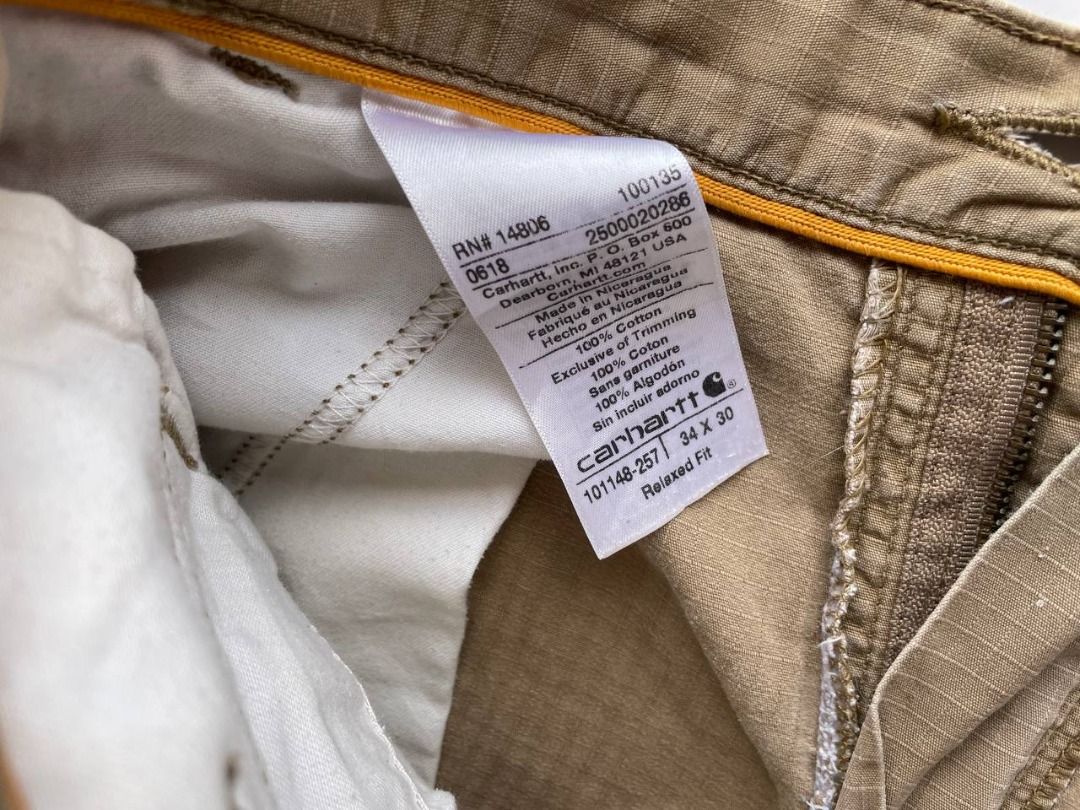 100135
RN# 14806 2500020286
0618 Carhartt, Inc. P. O. Box 600
Dearborn, MI 48121 USA
Carhartt.com
Made in Nicaragua
Fabriqué au Nicaragua
Hecho en Nicaragua
100% Cotton
Exclusive of Trimming
100% Coton
Sans garniture
100% Algodón
Sin incluir adorno
carhartt ®
101148-257 34 X 30
Relaxed Fit